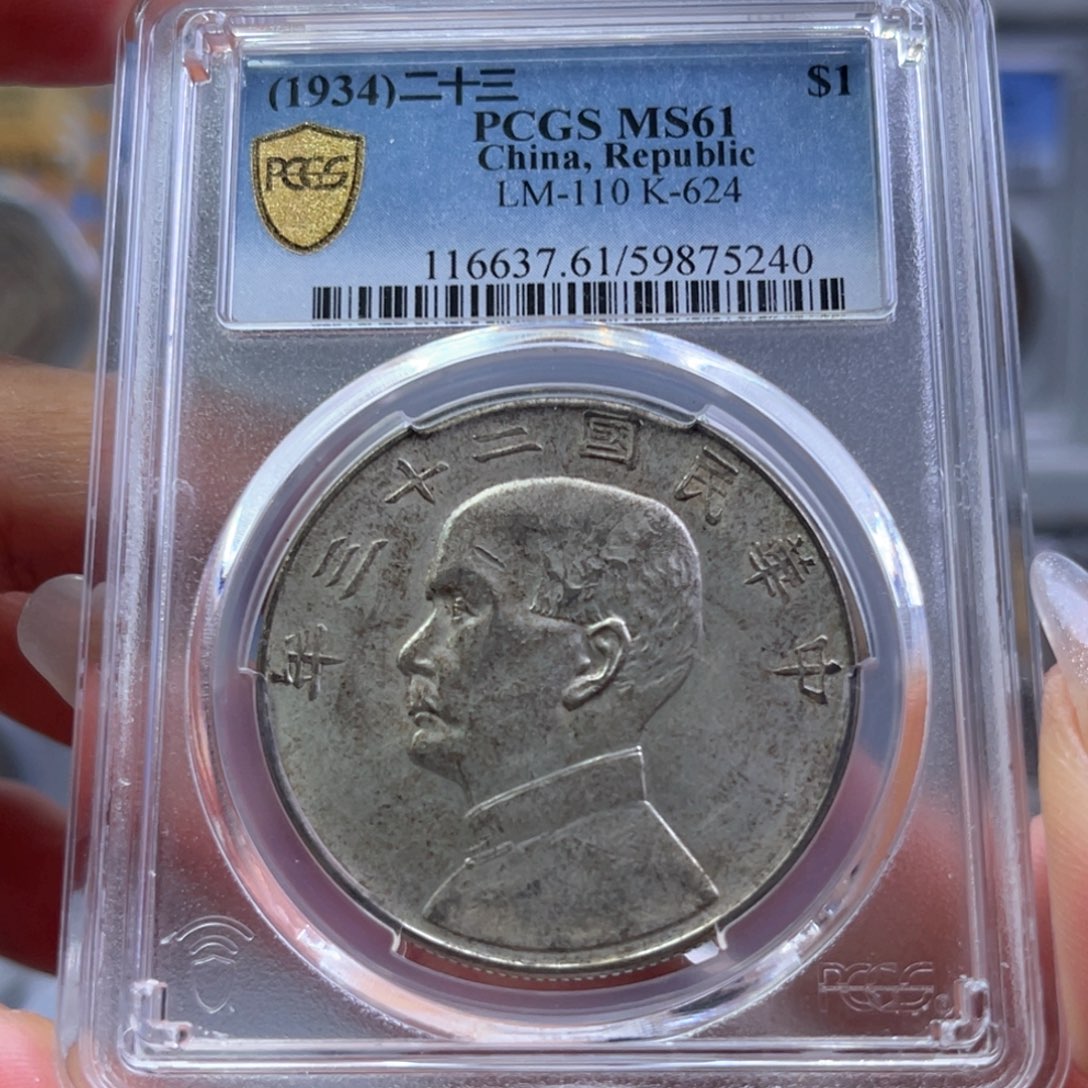 (1934)二十三 $1
PCGS MS61
China, Republic
LM-110 K-624
PCGS
116637.61/59875240
年三十二國民華中
PCGS